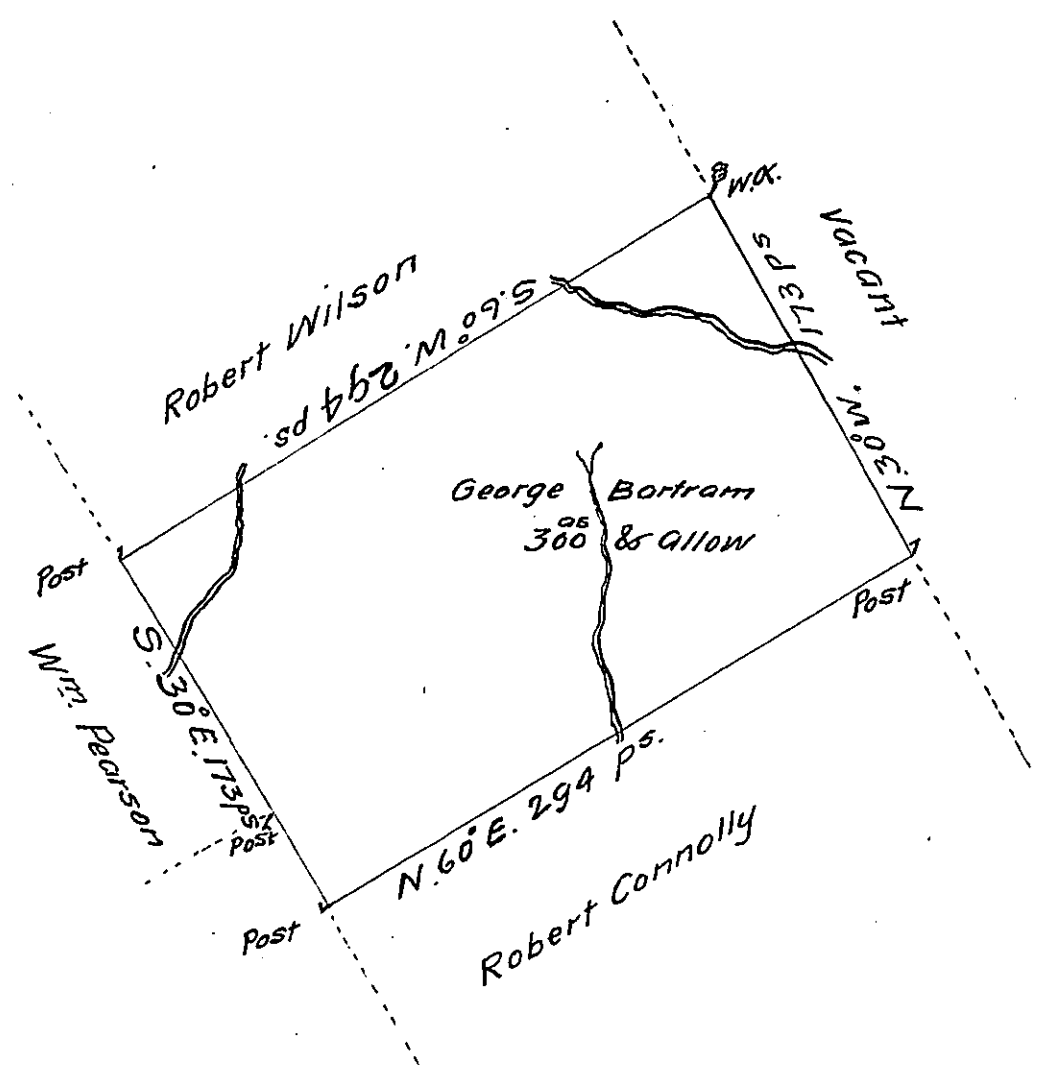 W.O.
Vacant
173 ps
N.30°W.
Robert Wilson
S.60°W. 294 ps.
George Bartram
300 as & allow
Post
Post
S. 30°E. 173 ps.
Wm. Pearson
Post
N.60°E. 294 ps.
Post
Robert Connolly